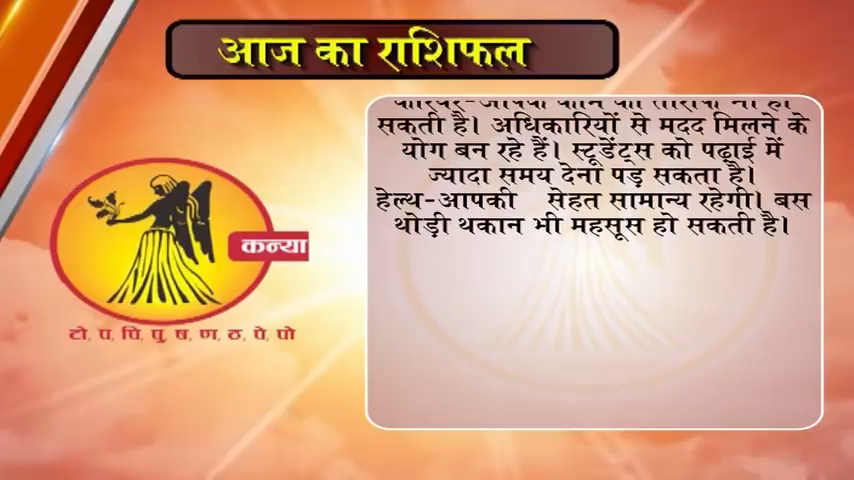 आज का राशिफल
सकती है। अधिकारियों से मदद मिलने के
योग बन रहे हैं। स्टूडेंट्स को पढ़ाई में
ज्यादा समय देना पड़ सकता है।
हेल्थ-आपकी सेहत सामान्य रहेगी। बस
थोड़ी थकान भी महसूस हो सकती है।
कन्या
टो, प, पि, पु, ष, ण, ठ, पे, पो